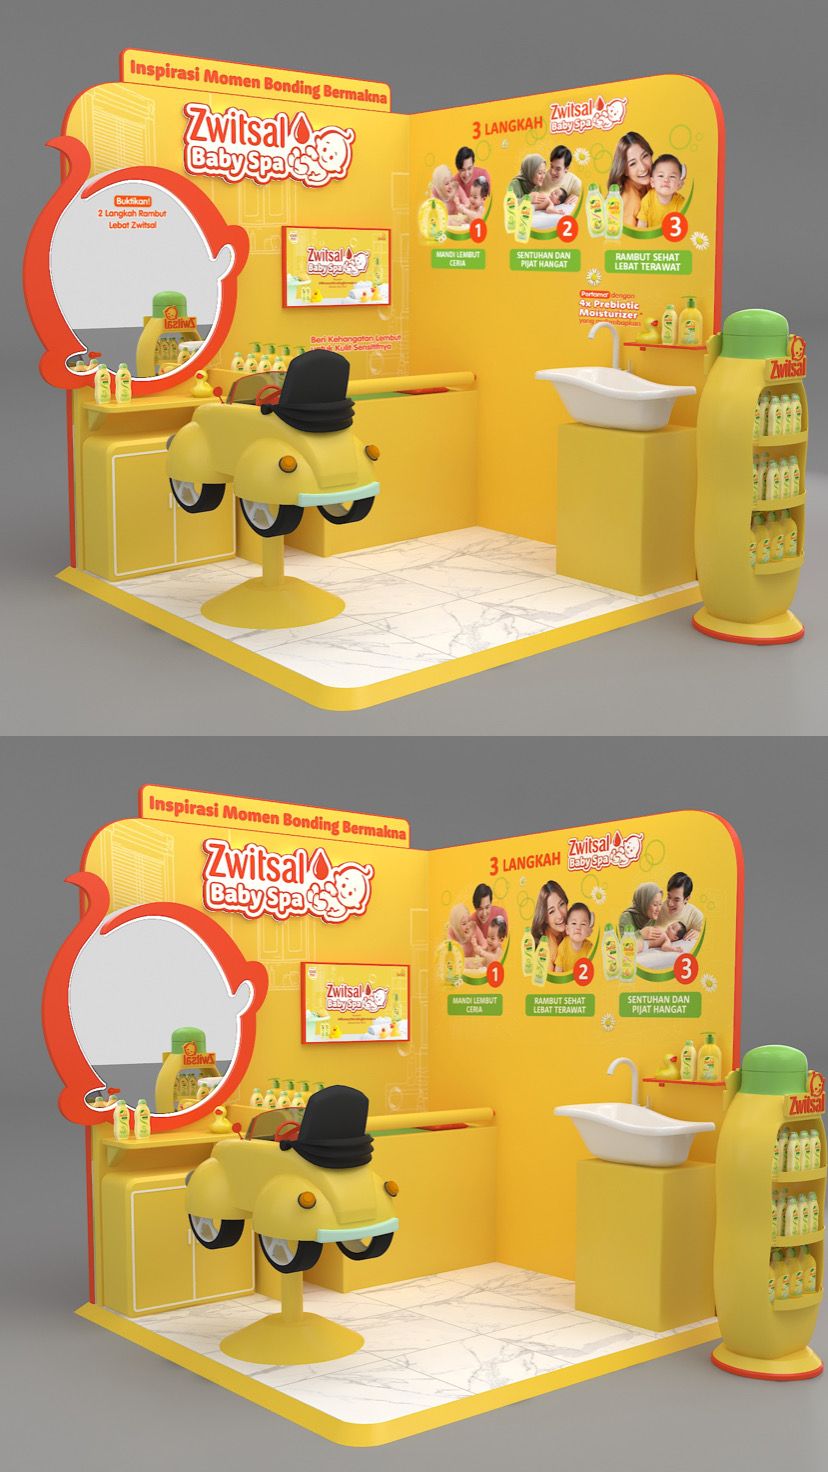 Inspirasi Momen Bonding Bermakna
Zwitsal
Baby Spa
Buktikan!
2 Langkah Rambut
Lebat Zwitsal
Zwitsal
Baby Spa
Beri Kehangatan Lembut
untuk Kulit Sensitifnya
3 LANGKAH
Zwitsal
Baby Spa
1
MANDI LEMBUT
CERIA
2
SENTUHAN DAN
PIJAT HANGAT
3
RAMBUT SEHAT
LEBAT TERAWAT
Pertama* dengan
4x Prebiotic
Moisturizer
yang
Zwitsal
Zwitsal
Inspirasi Momen Bonding Bermakna
Zwitsal
Baby Spa
Zwitsal
Baby Spa
3 LANGKAH
Zwitsal
Baby Spa
1
MANDI LEMBUT
CERIA
2
RAMBUT SEHAT
LEBAT TERAWAT
3
SENTUHAN DAN
PIJAT HANGAT
Zwitsal
Zwitsal